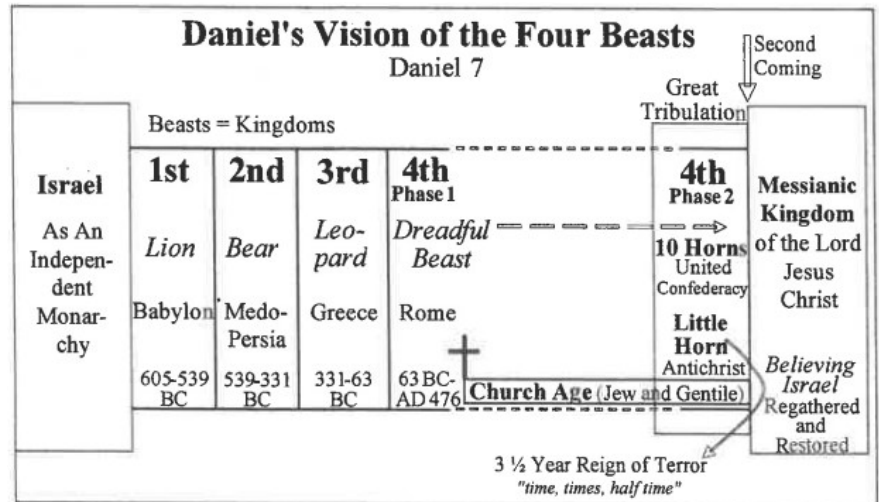 Daniel's Vision of the Four Beasts
Daniel 7
Second
Coming
Great
Tribulation
Beasts = Kingdoms
Israel
As An
Indepen-
dent
Monar-
chy
1st
Lion
Babylon
605-539
BC
2nd
Bear
Medo-
Persia
539-331
BC
3rd
Leo-
pard
Greece
331-63
BC
4th
Phase 1
Dreadful
Beast
Rome
63 BC-
AD 476
Church Age (Jew and Gentile)
4th
Phase 2
10 Horns
United
Confederacy
Little
Horn
Antichrist
Messianic
Kingdom
of the Lord
Jesus
Christ
Believing
Israel
Regathered
and
Restored
3 ½ Year Reign of Terror
"time, times, half time"